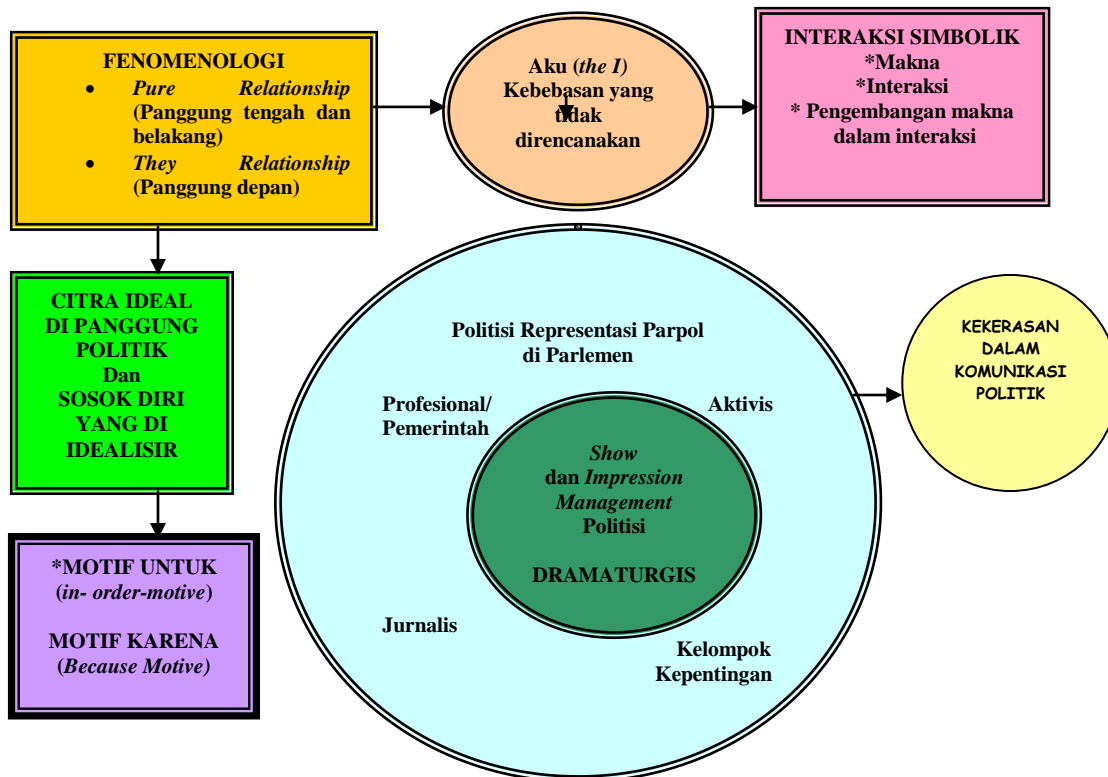 FENOMENOLOGI
• Pure Relationship
(Panggung tengah dan
belakang)
• They Relationship
(Panggung depan)
Aku (the I)
Kebebasan yang
tidak
direncanakan
INTERAKSI SIMBOLIK
*Makna
*Interaksi
* Pengembangan makna
dalam interaksi
CITRA IDEAL
DI PANGGUNG
POLITIK
Dan
SOSOK DIRI
YANG DI
IDEALISIR
*MOTIF UNTUK
(in- order-motive)
MOTIF KARENA
(Because Motive)
Politisi Representasi Parpol
di Parlemen
Profesional/
Pemerintah
Aktivis
Show
dan Impression
Management
Politisi
DRAMATURGIS
Jurnalis
Kelompok
Kepentingan
KEKERASAN
DALAM
KOMUNIKASI
POLITIK